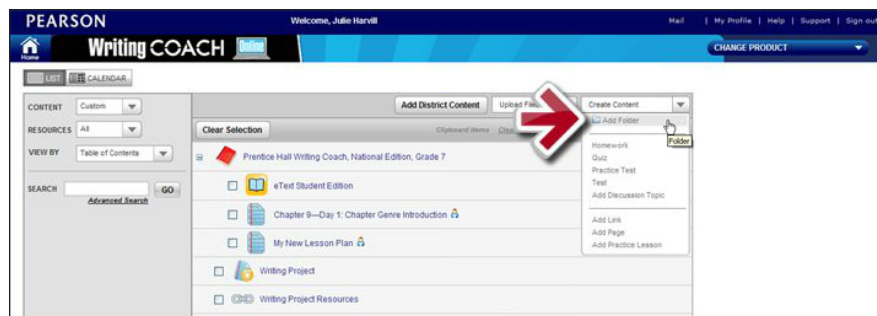 PEARSON Welcome, Julie Harvill Mail | My Profile | Help | Support | Sign out
Home Writing COACH Online CHANGE PRODUCT
LIST CALENDAR
CONTENT Custom Add District Content Upload Create Content
RESOURCES All Clear Selection Clipboard Items Add Folder
Folder
VIEW BY Table of Contents Prentice Hall Writing Coach, National Edition, Grade 7 Homework
Quiz
Practice Test
SEARCH GO eText Student Edition Test
Advanced Search Add Discussion Topic
Chapter 9—Day 1: Chapter Genre Introduction Add Link
Add Page
My New Lesson Plan Add Practice Lesson
Writing Project
Writing Project Resources